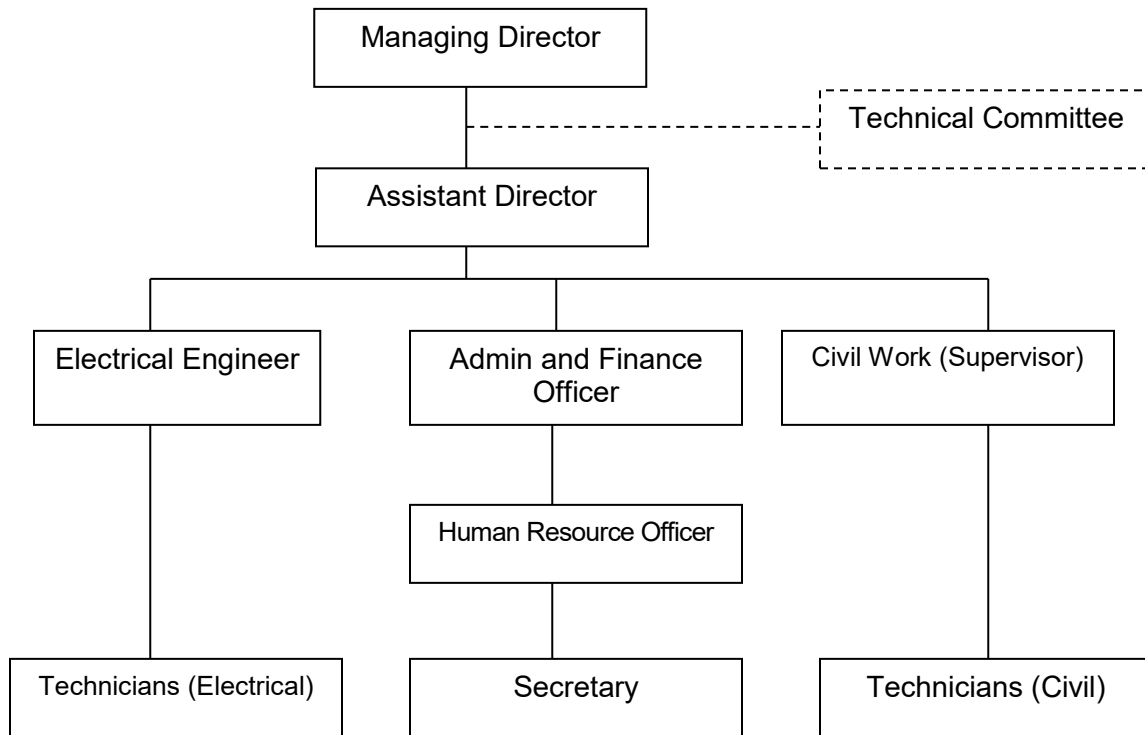 Managing Director
Technical Committee
Assistant Director
Electrical Engineer
Admin and Finance
Officer
Civil Work (Supervisor)
Human Resource Officer
Technicians (Electrical)
Secretary
Technicians (Civil)